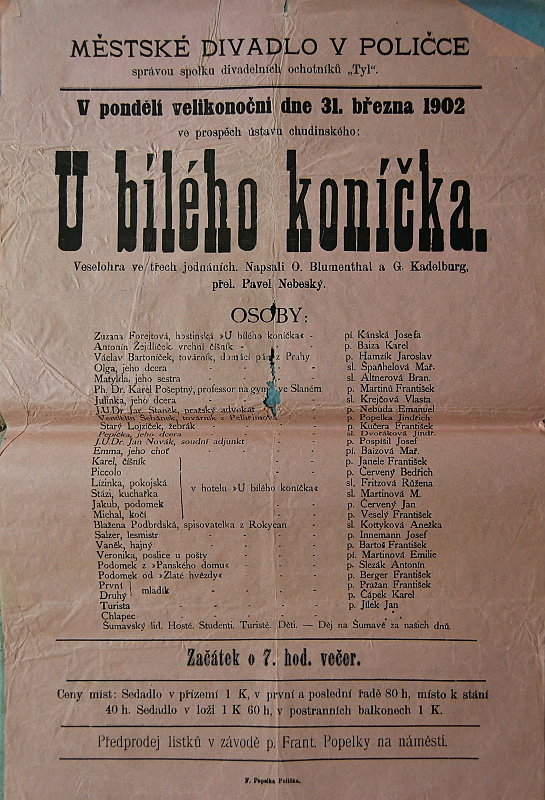 MĚSTSKÉ DIVADLO V POLIČCE
správou spolku divadelních ochotníků „Tyl“.
V pondělí velikonoční dne 31. března 1902
ve prospěch ústavu chudinského:
U bílého koníčka.
Veselohra ve třech jednáních. Napsali O. Blumenthal a G. Kadelburg,
přel. Pavel Nebeský.
OSOBY:
Zuzana Forejtová, hostinská »U bílého koníčka« - pí. Kánská Josefa
Antonín Žejdlíček vrchní číšník - p. Baiza Karel
Václav Bartoníček, továrník, domácí pán z Prahy p. Hamzík Jaroslav
Olga, jeho dcera - sl. Španhelová Mař.
Matylda, jeho sestra - sl. Altnerová Bran.
Ph. Dr. Karel Pošeptný, professor na gym. ve Slaném p. Martinů František
Julinka, jeho dcera - sl. Krejčová Vlasta
J.U.Dr Jar. Staněk, pražský advokát - p. Nebuda Emanuel
Šebánek, továrník z Pelhřimova p. Popelka Jindřich
Starý Lojzíček, žebrák - p. Kučera František
Pepička, jeho dcera - sl. Dvořáková Jindř.
J.U.Dr. Jan Novák, soudní adjunkt - p. Pospíšil Josef
Emma, jeho choť - pí. Baizová Mař.
Karel, číšník p. Janele František
Piccolo p. Červený Bedřich
Lízinka, pokojská sl. Fritzová Růžena
Stázi, kuchařka v hotelu »U bílého koníčka« sl. Martinová M.
Jakub, podomek p. Červený Jan
Michal, kočí p. Veselý František
Blažena Podbrdská, spisovatelka z Rokycan - sl. Kottyková Anežka
Salzer, lesmistr - p. Innemann Josef
Vaněk, hajný - p. Bartoš František
Veronika, poslice u pošty - pí. Martinová Emilie
Podomek z »Panského domu« - p. Slezák Antonín
Podomek od »Zlaté hvězdy« - p. Berger František
První mladík - p. Pražan František
Druhý p. Čápek Karel
Turista - p. Jílek Jan
Chlapec
Šumavský lid. Hosté. Studenti. Turisté. Děti. — Děj na Šumavě za našich dnů.
Začátek o 7. hod. večer.
Ceny míst: Sedadlo v přízemí 1 K, v první a poslední řadě 80 h, místo k stání
40 h. Sedadlo v loži 1 K 60 h, v postranních balkonech 1 K.
Předprodej lístků v závodě p. Frant. Popelky na náměstí.
F. Popelka Polička.